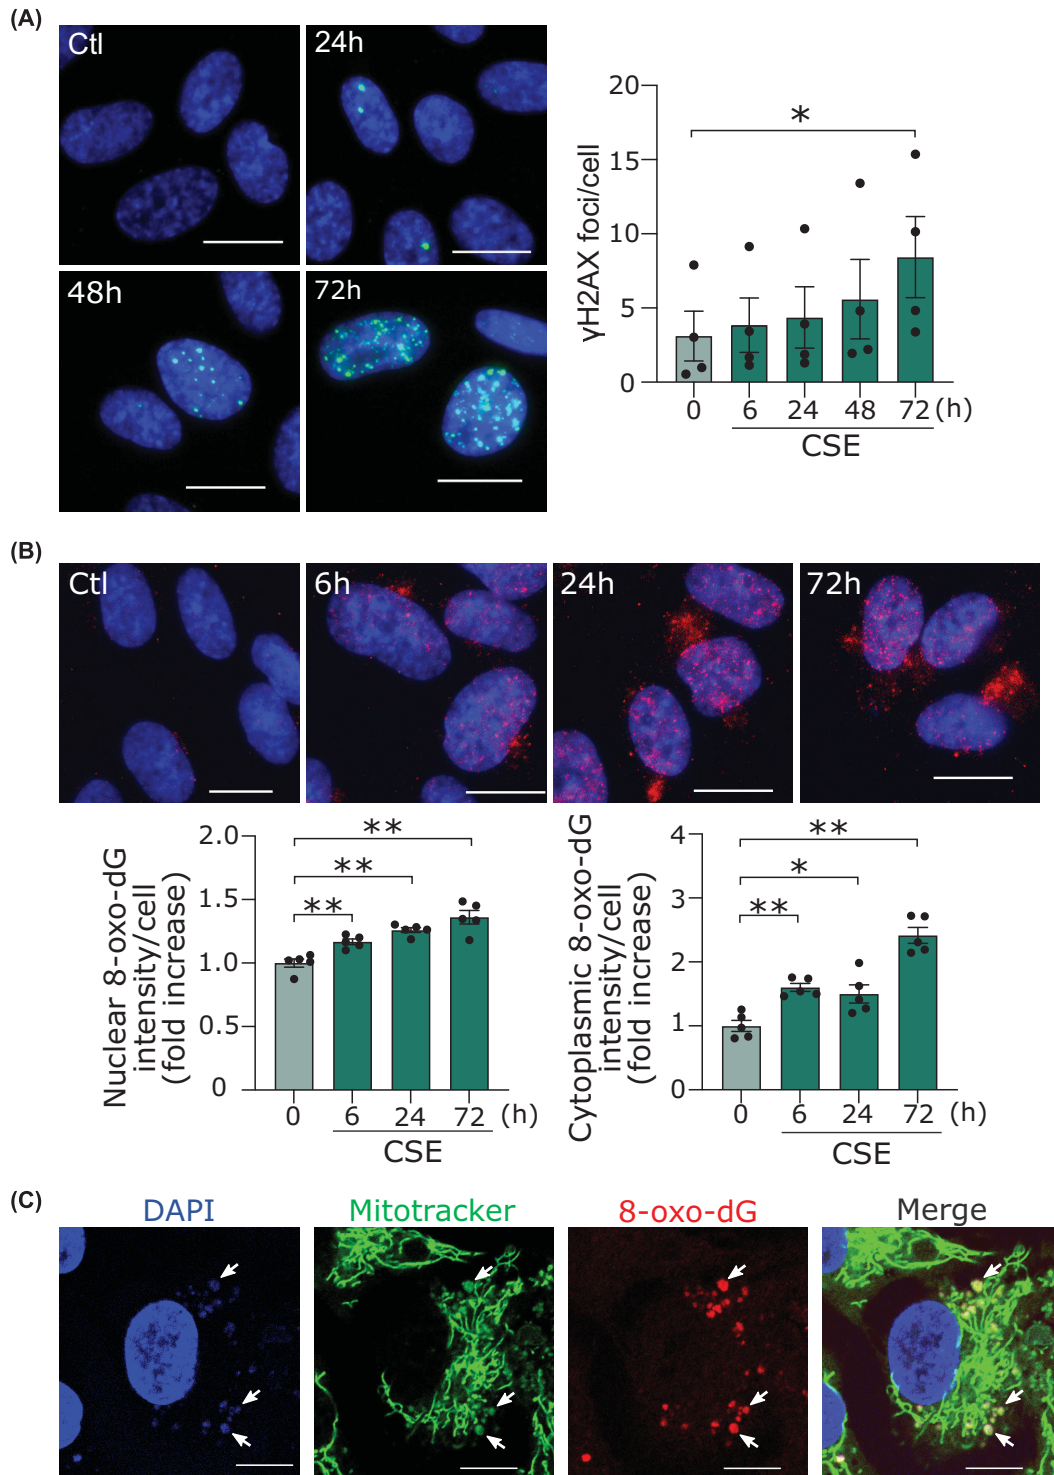 (A)
Ctl
24h
48h
72h
γH2AX foci/cell
20
15
10
5
0
*
0 6 24 48 72 (h)
CSE
(B)
Ctl
6h
24h
72h
Nuclear 8-oxo-dG
intensity/cell
(fold increase)
2.0
1.5
1.0
0.5
0
**
**
**
0 6 24 72 (h)
CSE
Cytoplasmic 8-oxo-dG
intensity/cell
(fold increase)
4
3
2
1
0
**
*
**
0 6 24 72 (h)
CSE
(C)
DAPI
Mitotracker
8-oxo-dG
Merge